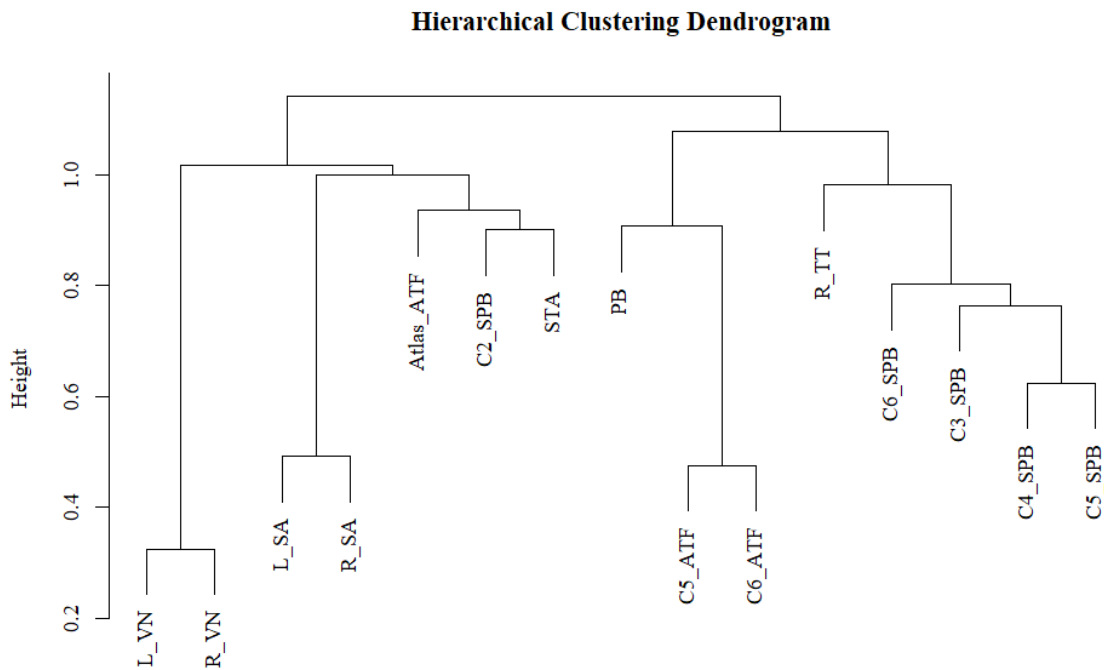 Hierarchical Clustering Dendrogram
Height
1.0
0.8
0.6
0.4
0.2
L_VN
R_VN
L_SA
R_SA
Atlas_ATF
C2_SPB
STA
PB
C5_ATF
C6_ATF
R_TT
C6_SPB
C3_SPB
C4_SPB
C5_SPB